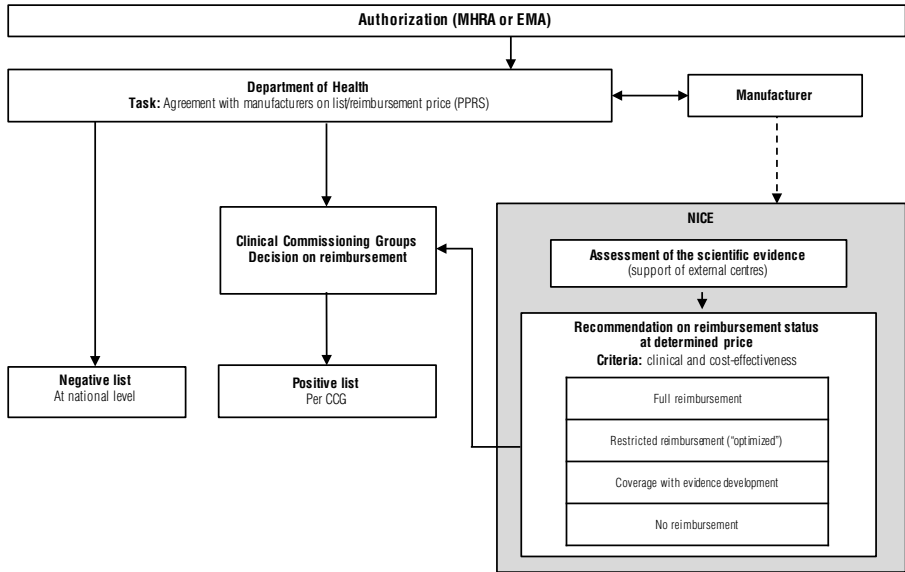 Authorization (MHRA or EMA)
Department of Health
Task: Agreement with manufacturers on list/reimbursement price (PPRS)
Manufacturer
Clinical Commissioning Groups
Decision on reimbursement
Negative list
At national level
Positive list
Per CCG
NICE
Assessment of the scientific evidence
(support of external centres)
Recommendation on reimbursement status
at determined price
Criteria: clinical and cost-effectiveness
Full reimbursement
Restricted reimbursement (“optimized”)
Coverage with evidence development
No reimbursement